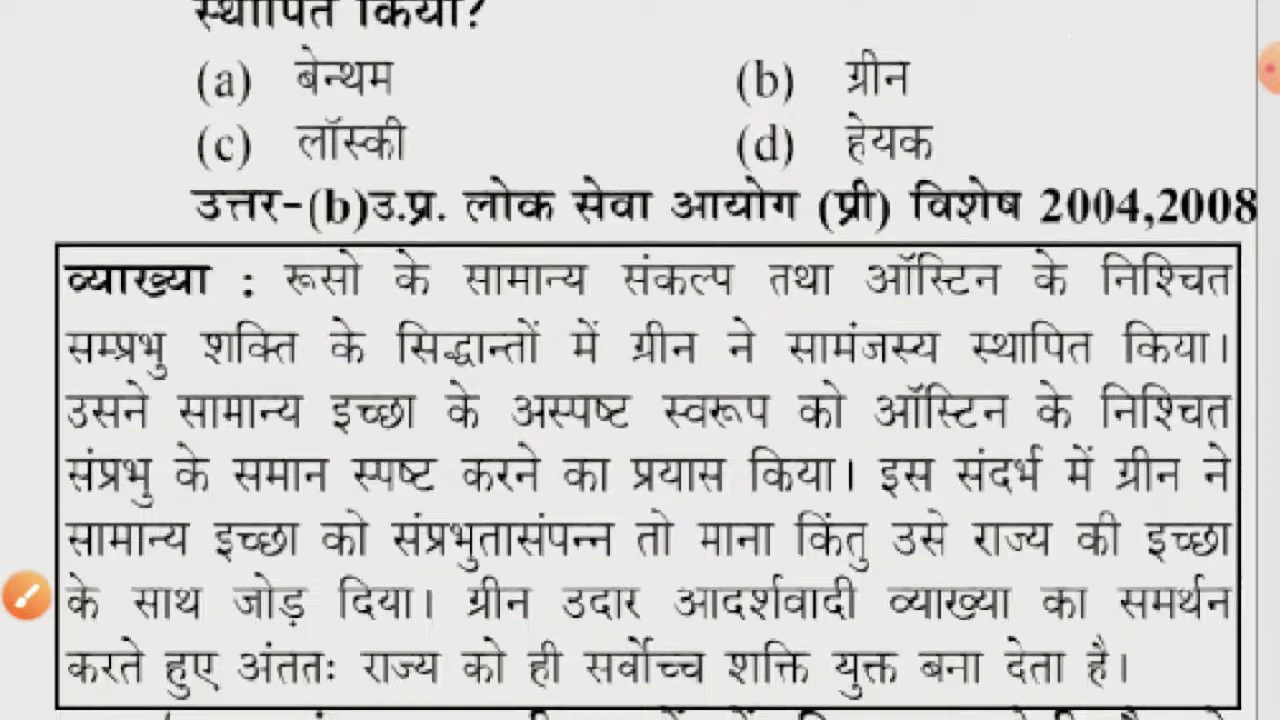 स्थापित किया?
(a) बेन्थम (b) ग्रीन
(c) लॉस्की (d) हेयक
उत्तर-(b)उ.प्र. लोक सेवा आयोग (प्री) विशेष 2004,2008
व्याख्या : रूसो के सामान्य संकल्प तथा ऑस्टिन के निश्चित
सम्प्रभु शक्ति के सिद्धान्तों में ग्रीन ने सामंजस्य स्थापित किया।
उसने सामान्य इच्छा के अस्पष्ट स्वरूप को ऑस्टिन के निश्चित
संप्रभु के समान स्पष्ट करने का प्रयास किया। इस संदर्भ में ग्रीन ने
सामान्य इच्छा को संप्रभुतासंपन्न तो माना किंतु उसे राज्य की इच्छा
के साथ जोड़ दिया। ग्रीन उदार आदर्शवादी व्याख्या का समर्थन
करते हुए अंततः राज्य को ही सर्वोच्च शक्ति युक्त बना देता है।